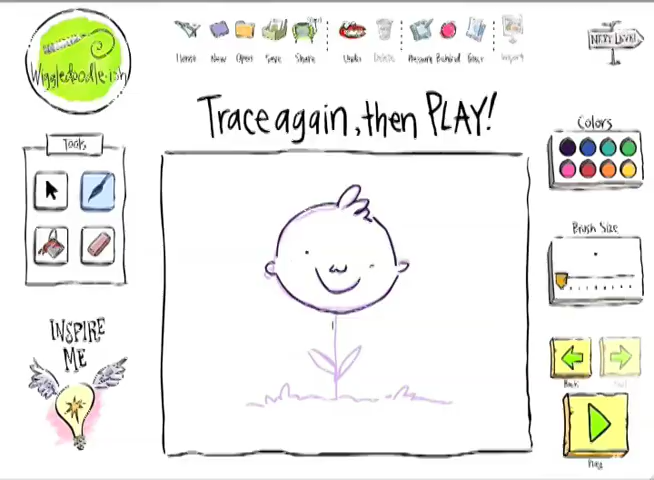 Wiggledoodle-ish
Home New Open Save Share Undo Delete Behind
NEXT LEVEL
Trace again, then PLAY!
Tools
Colors
Brush Size
INSPIRE
ME
Back
Play